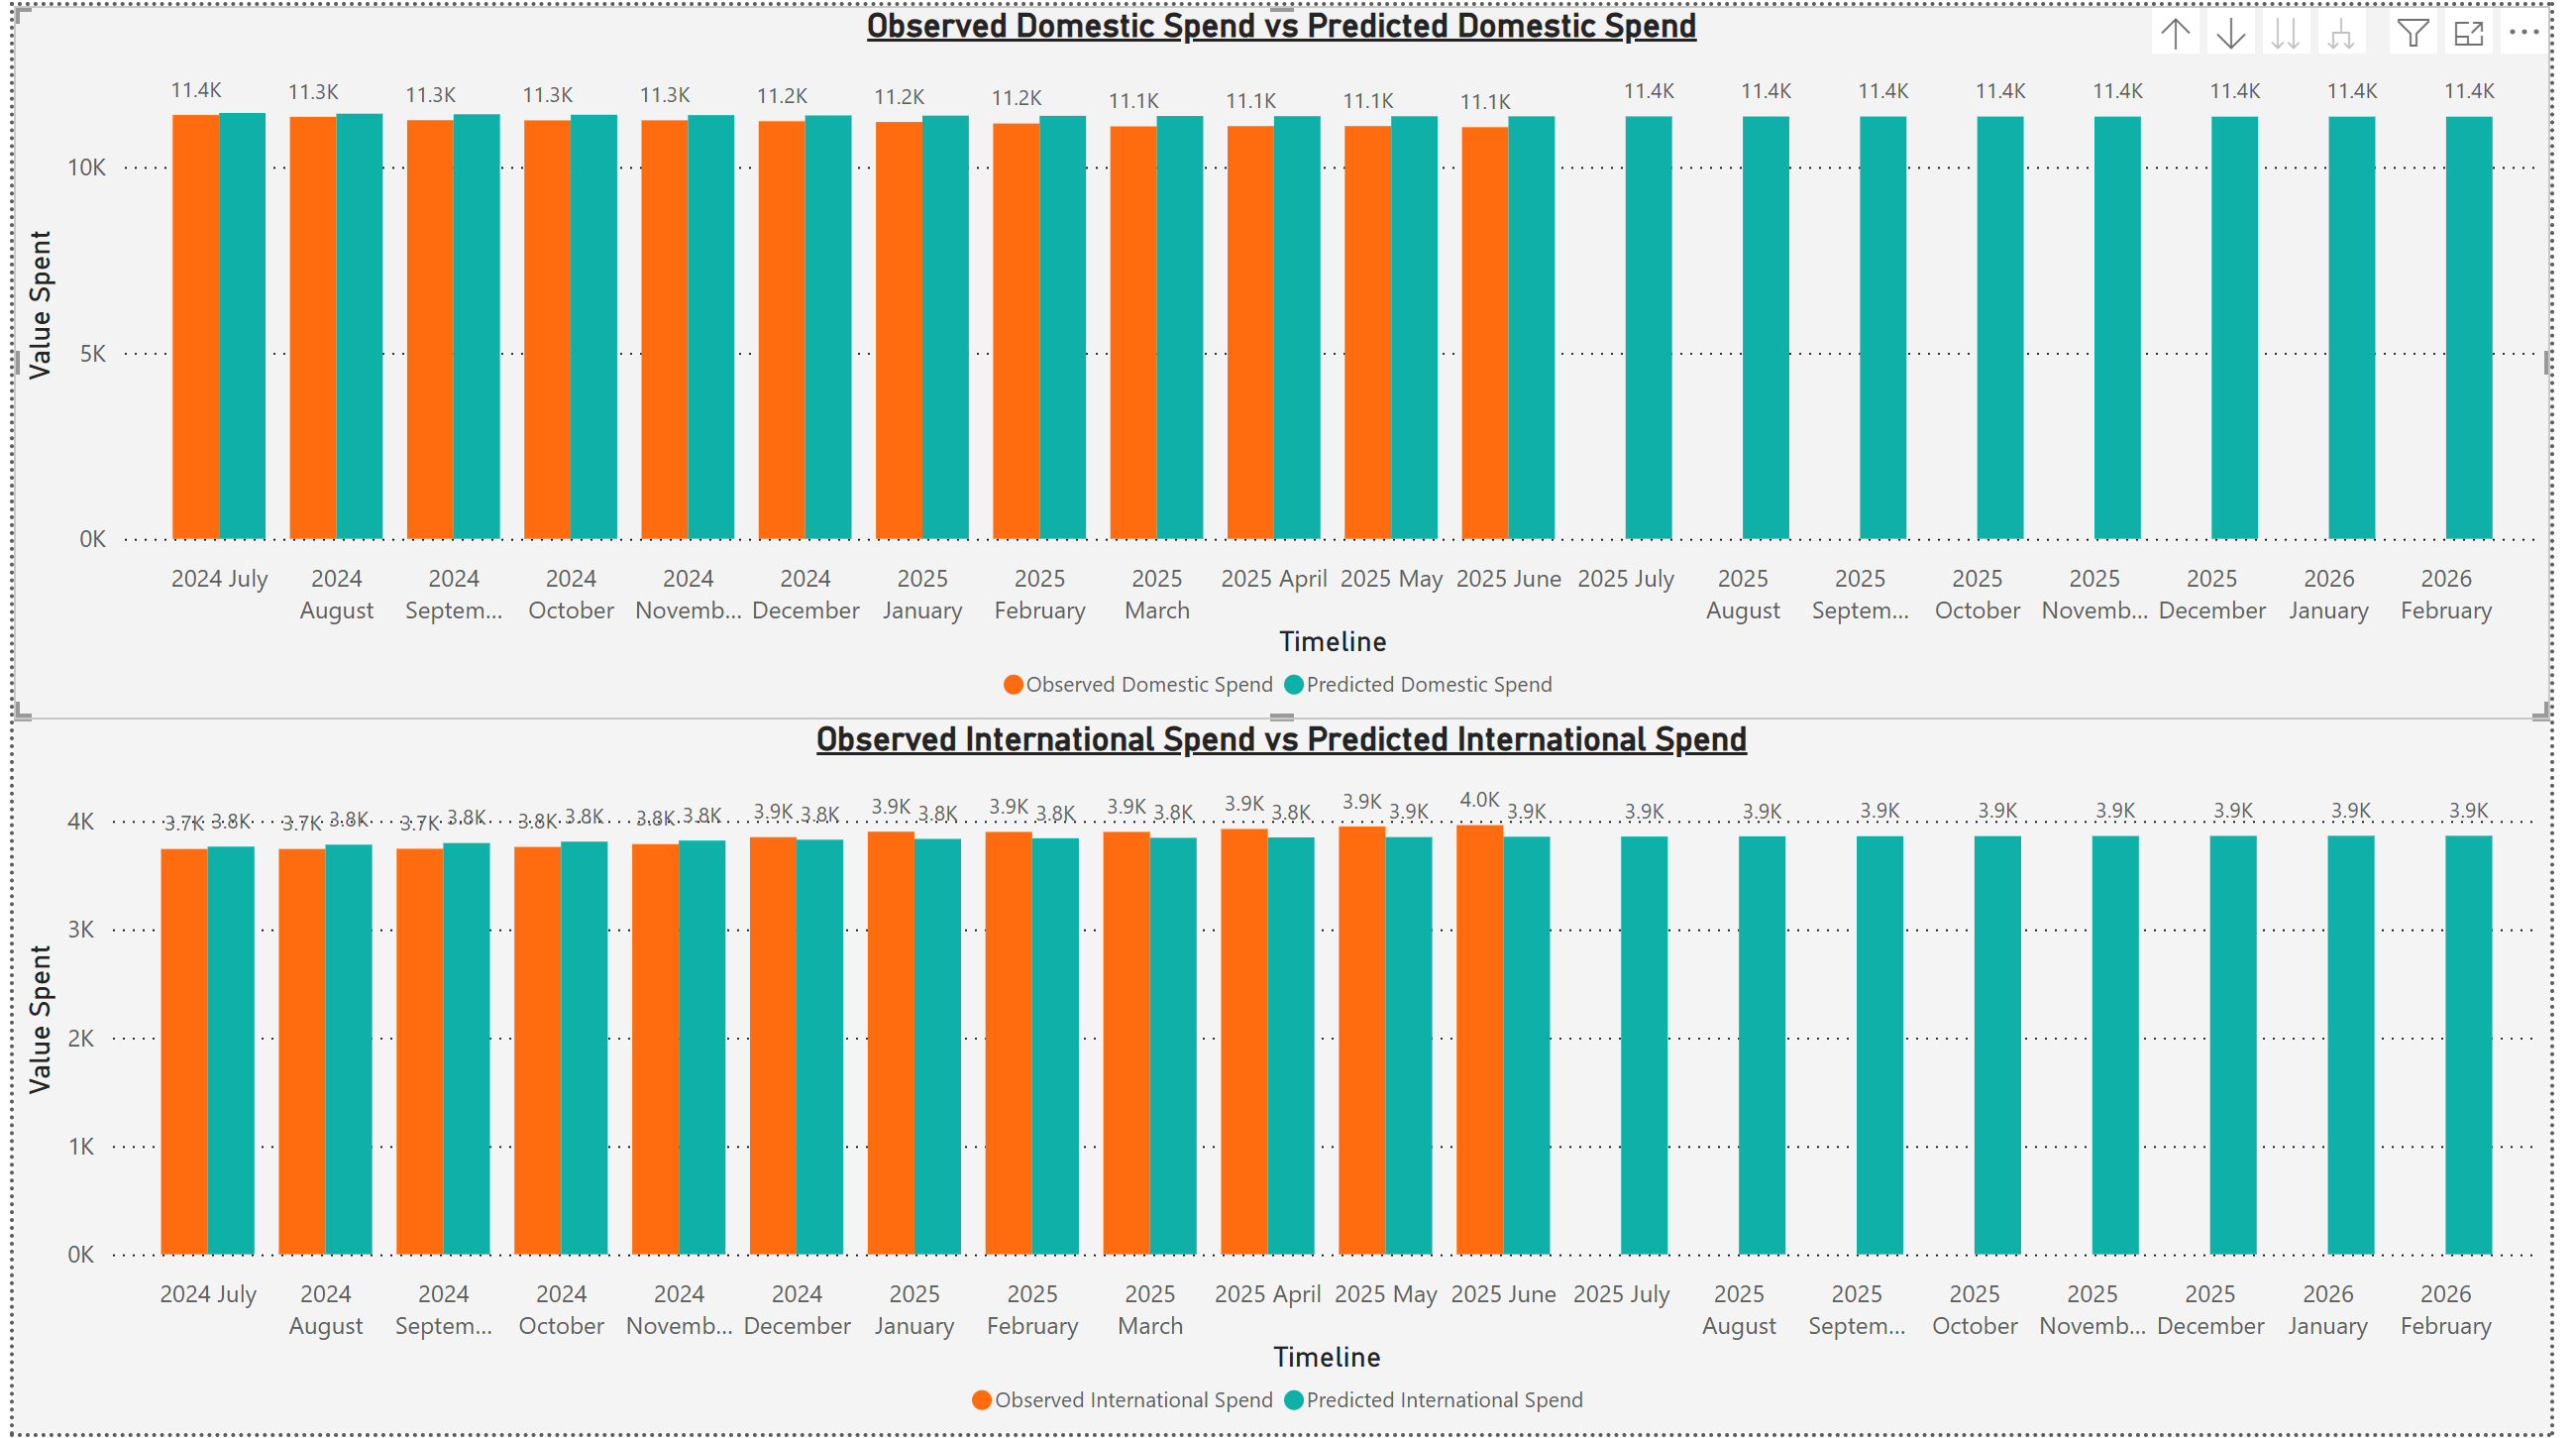 Observed Domestic Spend vs Predicted Domestic Spend
11.4K 11.3K 11.3K 11.3K 11.3K 11.2K 11.2K 11.2K 11.1K 11.1K 11.1K 11.1K 11.4K 11.4K 11.4K 11.4K 11.4K 11.4K 11.4K 11.4K
10K
5K
0K
Value Spent
2024 July 2024 2024 2024 2024 2024 2025 2025 2025 2025 April 2025 May 2025 June 2025 July 2025 2025 2025 2025 2025 2026 2026
August Septem... October Novemb... December January February March August Septem... October Novemb... December January February
Timeline
Observed Domestic Spend Predicted Domestic Spend
Observed International Spend vs Predicted International Spend
3.7K 3.8K 3.7K 3.8K 3.7K 3.8K 3.8K 3.8K 3.8K 3.8K 3.9K 3.8K 3.9K 3.8K 3.9K 3.8K 3.9K 3.8K 3.9K 3.8K 3.9K 3.9K 4.0K 3.9K 3.9K 3.9K 3.9K 3.9K 3.9K 3.9K 3.9K 3.9K
4K
3K
2K
1K
0K
Value Spent
2024 July 2024 2024 2024 2024 2024 2025 2025 2025 2025 April 2025 May 2025 June 2025 July 2025 2025 2025 2025 2025 2026 2026
August Septem... October Novemb... December January February March August Septem... October Novemb... December January February
Timeline
Observed International Spend Predicted International Spend